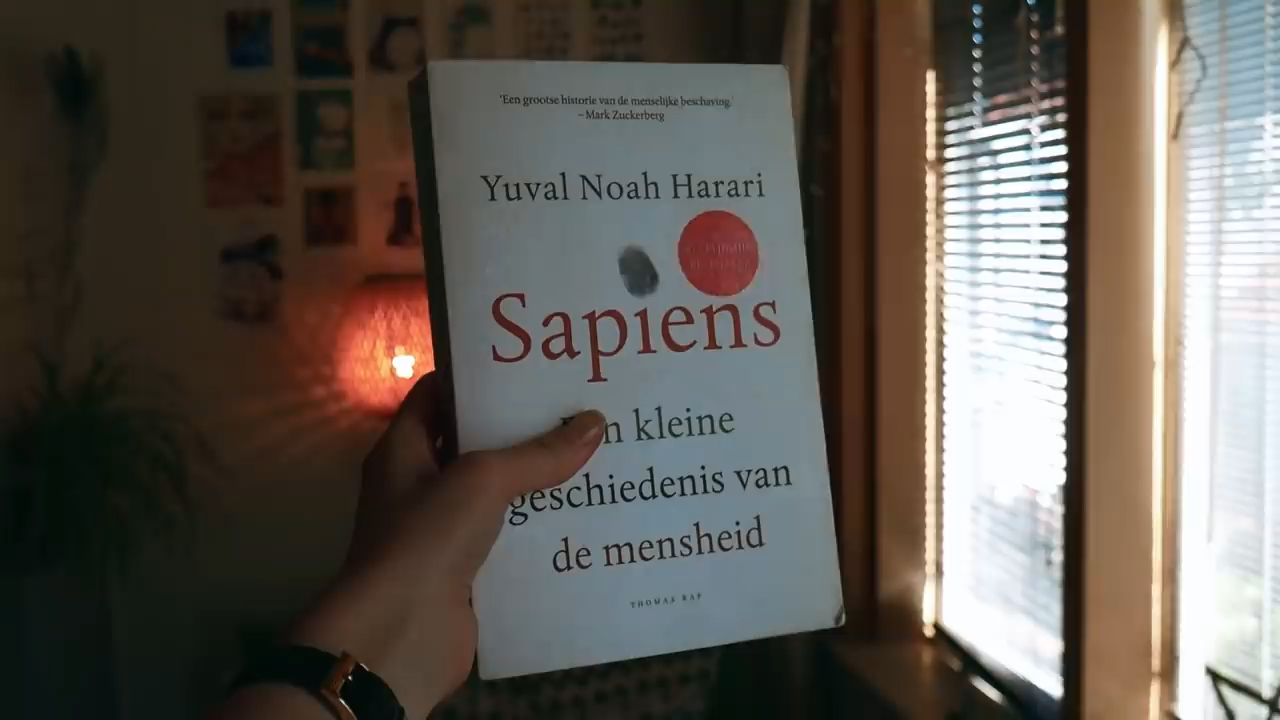 'Een grootse historie van de menselijke beschaving.'
–Mark Zuckerberg
Yuval Noah Harari
Sapiens
kleine
geschiedenis van
de mensheid
THOMAS RAP